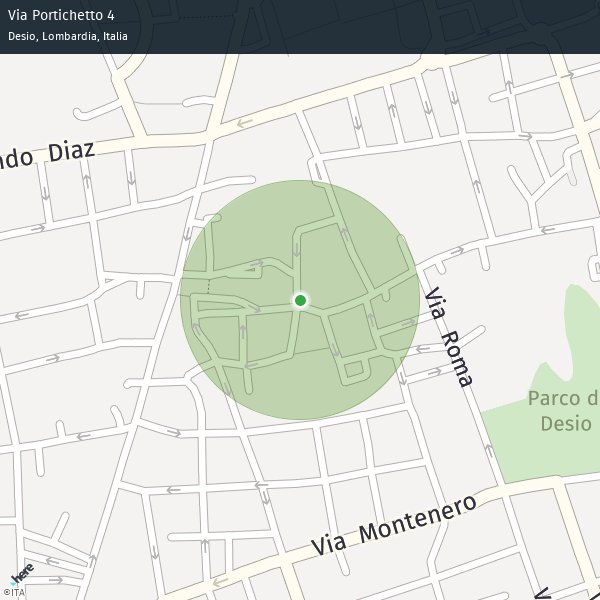 Via Portichetto 4
Desio, Lombardia, Italia
ndo Diaz
Via Roma
Parco d
Desio
Via Montenero
V
here
©ITA